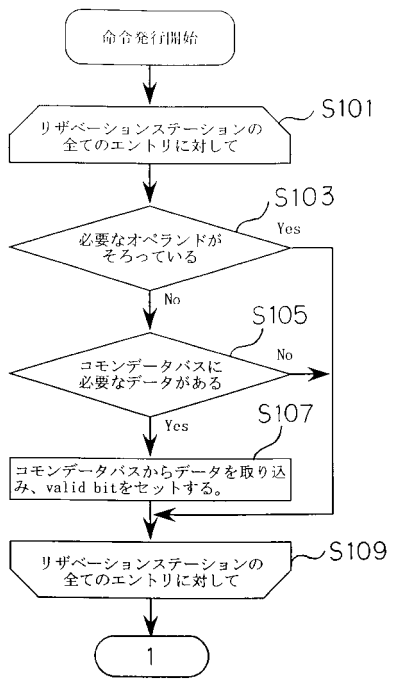 命令発行開始
S101
リザベーションステーションの
全てのエントリに対して
S103
必要なオペランドが
そろっている
Yes
No
S105
コモンデータバスに
必要なデータがある
No
Yes
S107
コモンデータバスからデータを取り込
み、valid bitをセットする。
S109
リザベーションステーションの
全てのエントリに対して
1